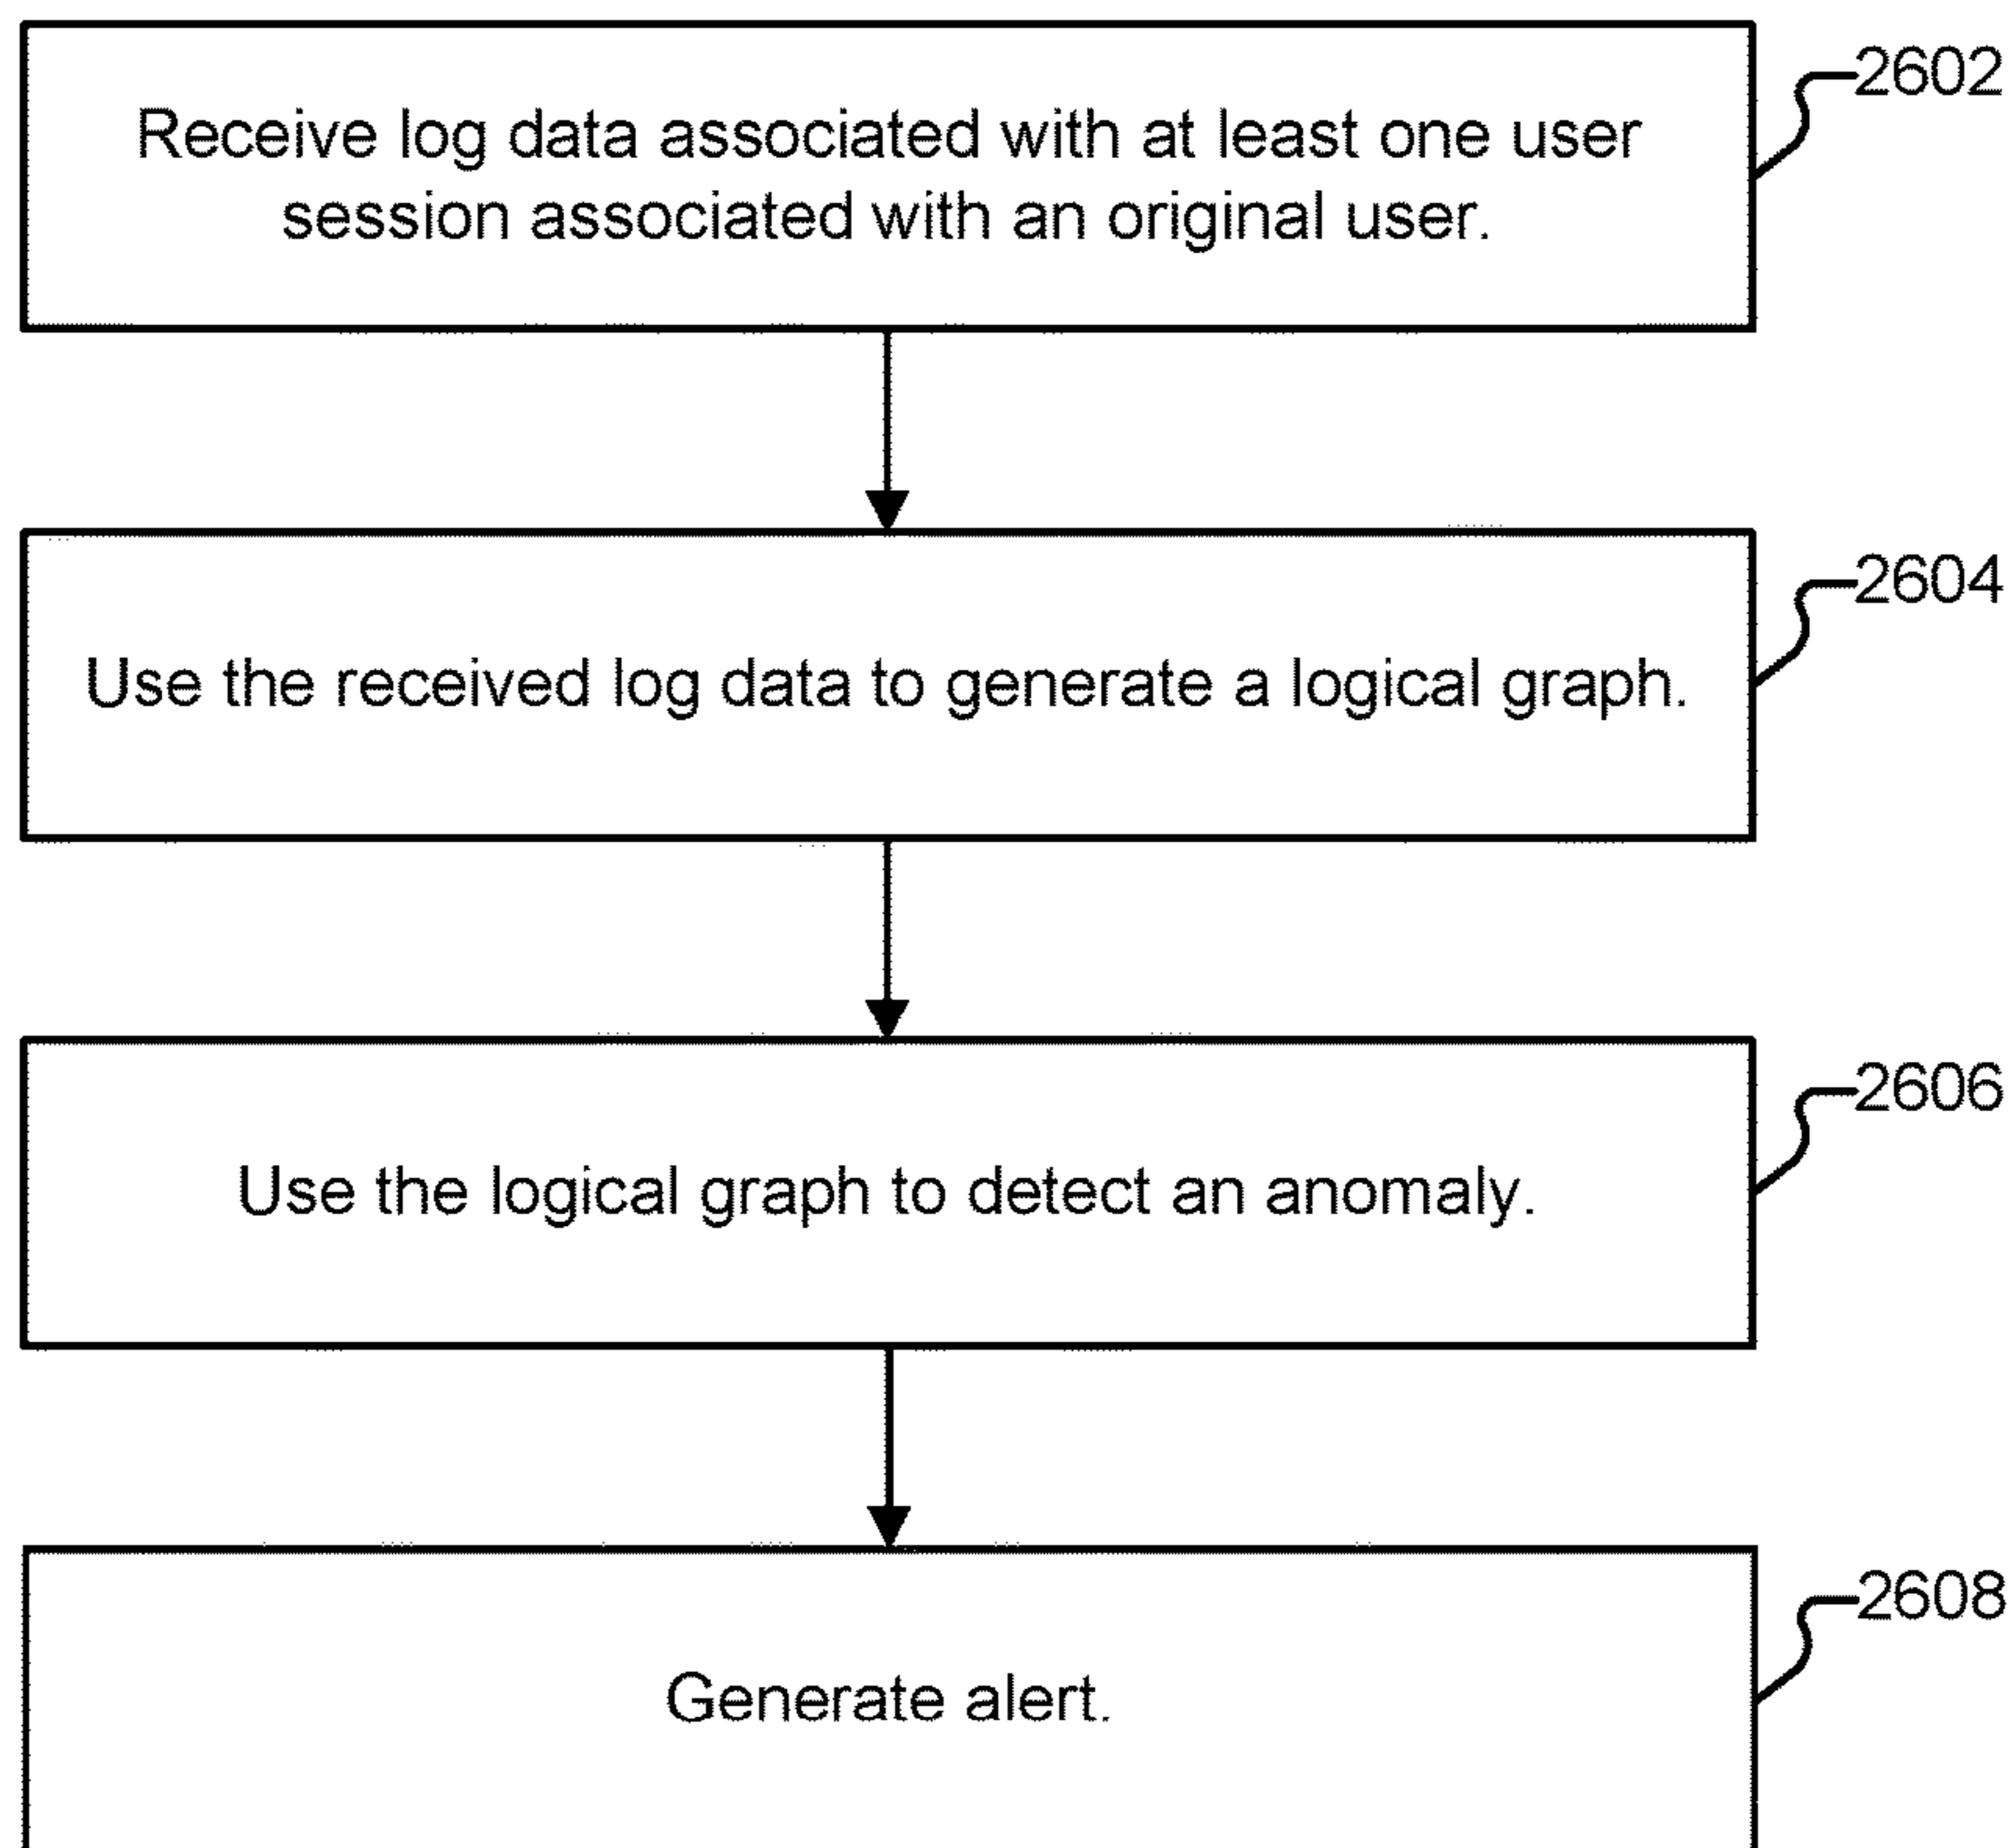 2602
Receive log data associated with at least one user
session associated with an original user.
2604
Use the received log data to generate a logical graph.
2606
Use the logical graph to detect an anomaly.
2608
Generate alert.